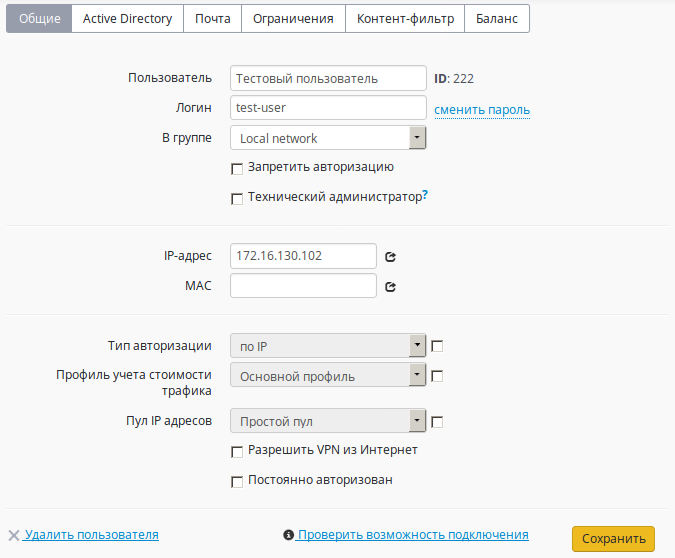 Общие Active Directory Почта Ограничения Контент-фильтр Баланс
Пользователь Тестовый пользователь ID: 222
Логин test-user сменить пароль
В группе Local network
Запретить авторизацию
Технический администратор?
IP-адрес 172.16.130.102
MAC
Тип авторизации по IP
Профиль учета стоимости
трафика Основной профиль
Пул IP адресов Простой пул
Разрешить VPN из Интернет
Постоянно авторизован
Удалить пользователя Проверить возможность подключения Сохранить